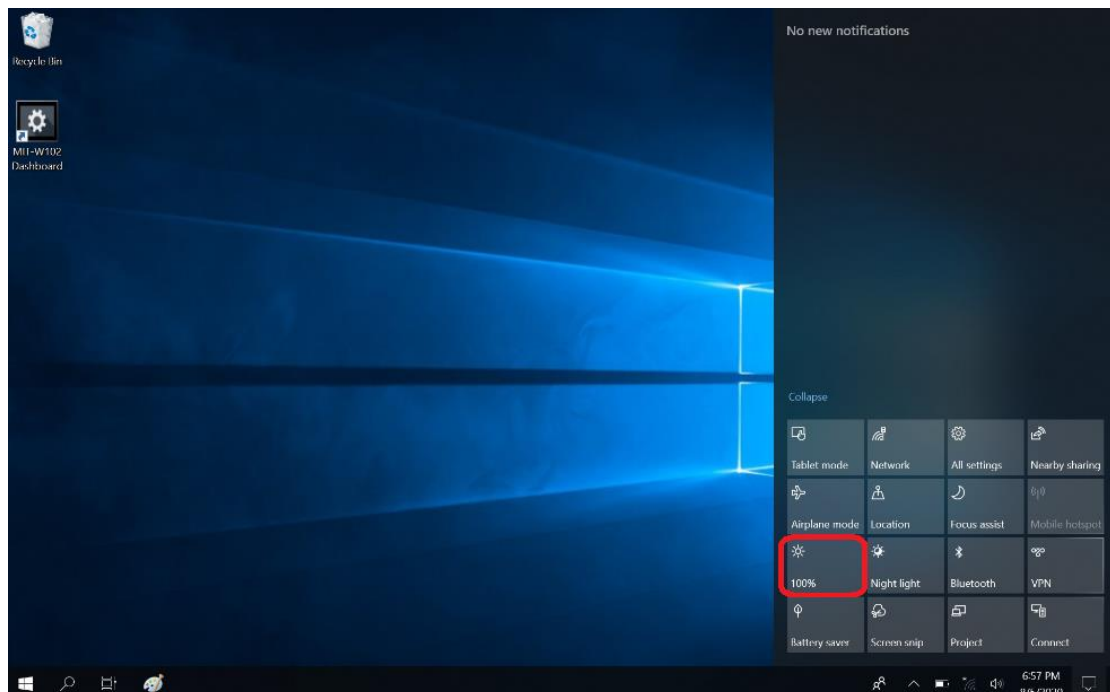 Recycle Bin
MIT-W102
Dashboard
No new notifications
Collapse
Tablet mode
Network
All settings
Nearby sharing
Airplane mode
Location
Focus assist
Mobile hotspot
100%
Night light
Bluetooth
VPN
Battery saver
Screen snip
Project
Connect
6:57 PM